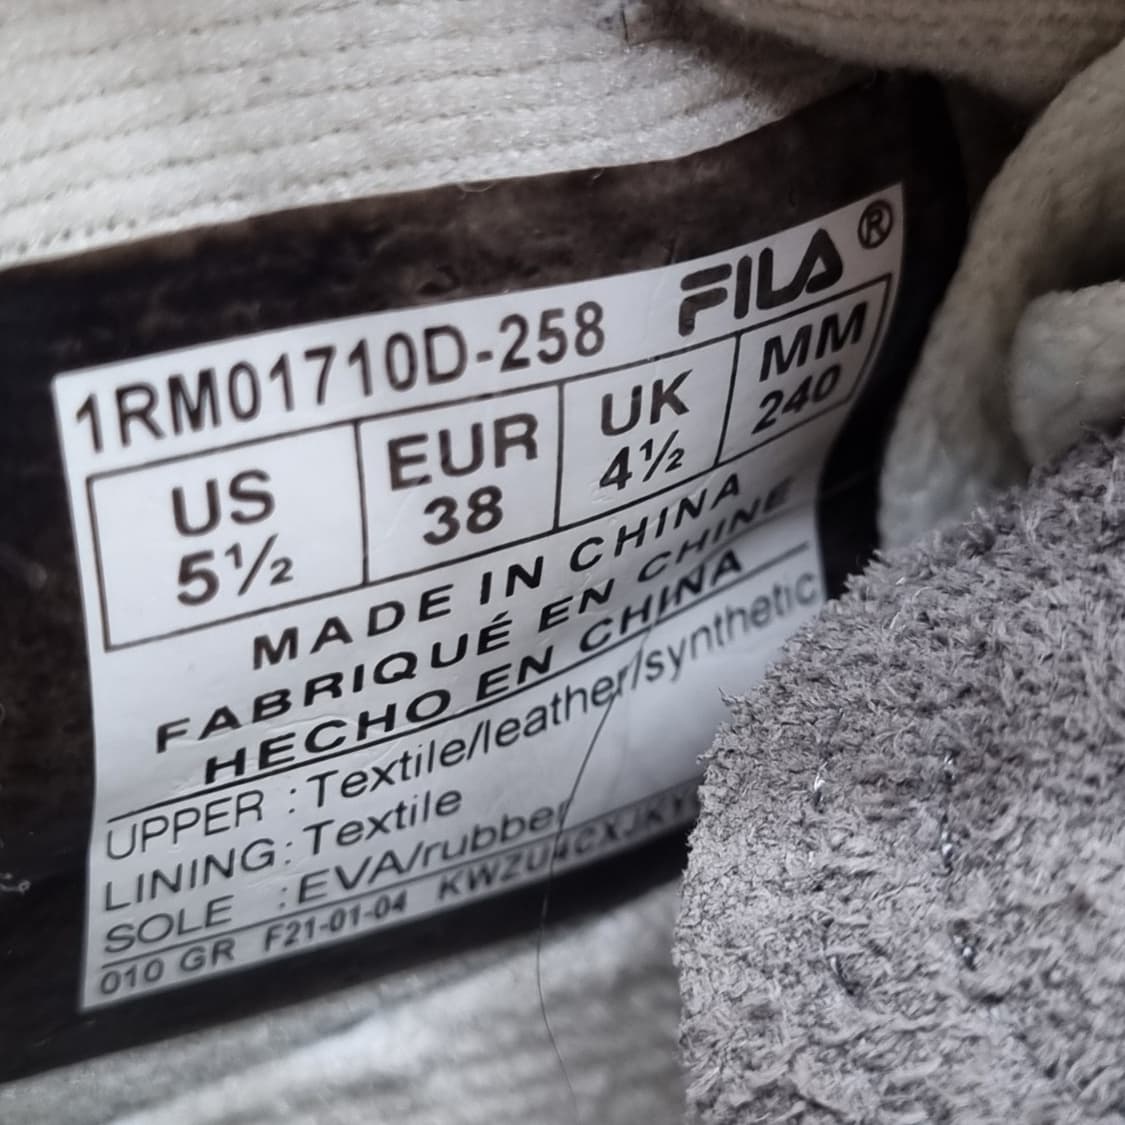 FILA®
1RM01710D-258
US EUR UK MM
5½ 38 4½ 240
MADE IN CHINA
FABRIQUÉ EN CHINE
HECHO EN CHINA
UPPER : Textile/leather/synthetic
LINING: Textile
SOLE : EVA/rubber
010 GR F21-01-04